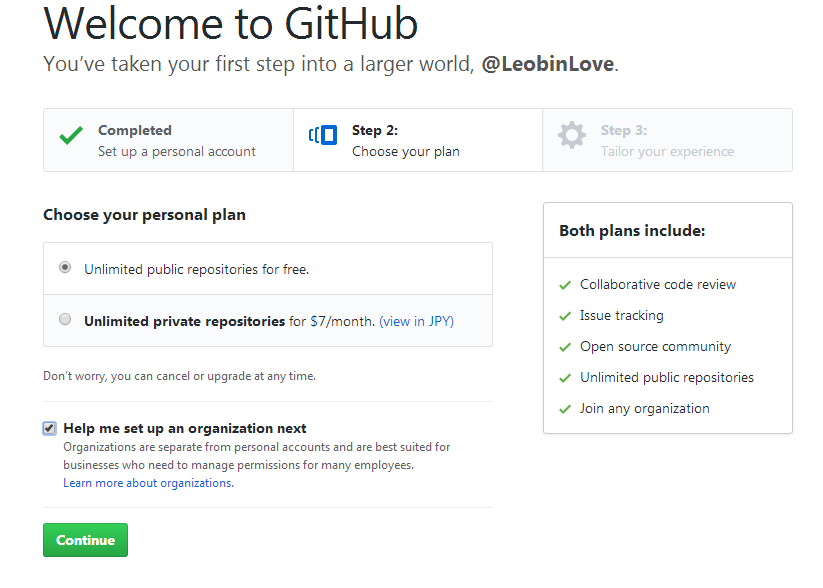 Welcome to GitHub
You’ve taken your first step into a larger world, @LeobinLove.
Completed
Set up a personal account
Step 2:
Choose your plan
Step 3:
Tailor your experience
Choose your personal plan
Unlimited public repositories for free.
Unlimited private repositories for $7/month. (view in JPY)
Don’t worry, you can cancel or upgrade at any time.
Help me set up an organization next
Organizations are separate from personal accounts and are best suited for
businesses who need to manage permissions for many employees.
Learn more about organizations.
Continue
Both plans include:
Collaborative code review
Issue tracking
Open source community
Unlimited public repositories
Join any organization